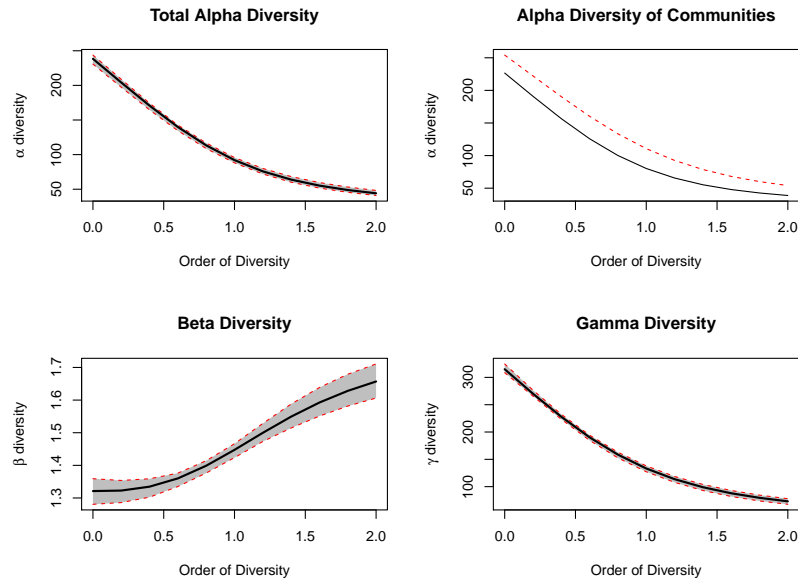 Total Alpha Diversity
α diversity
200
100
50
0.0 0.5 1.0 1.5 2.0
Order of Diversity
Alpha Diversity of Communities
α diversity
200
100
50
0.0 0.5 1.0 1.5 2.0
Order of Diversity
Beta Diversity
β diversity
1.7
1.6
1.5
1.4
1.3
0.0 0.5 1.0 1.5 2.0
Order of Diversity
Gamma Diversity
γ diversity
300
200
100
0.0 0.5 1.0 1.5 2.0
Order of Diversity